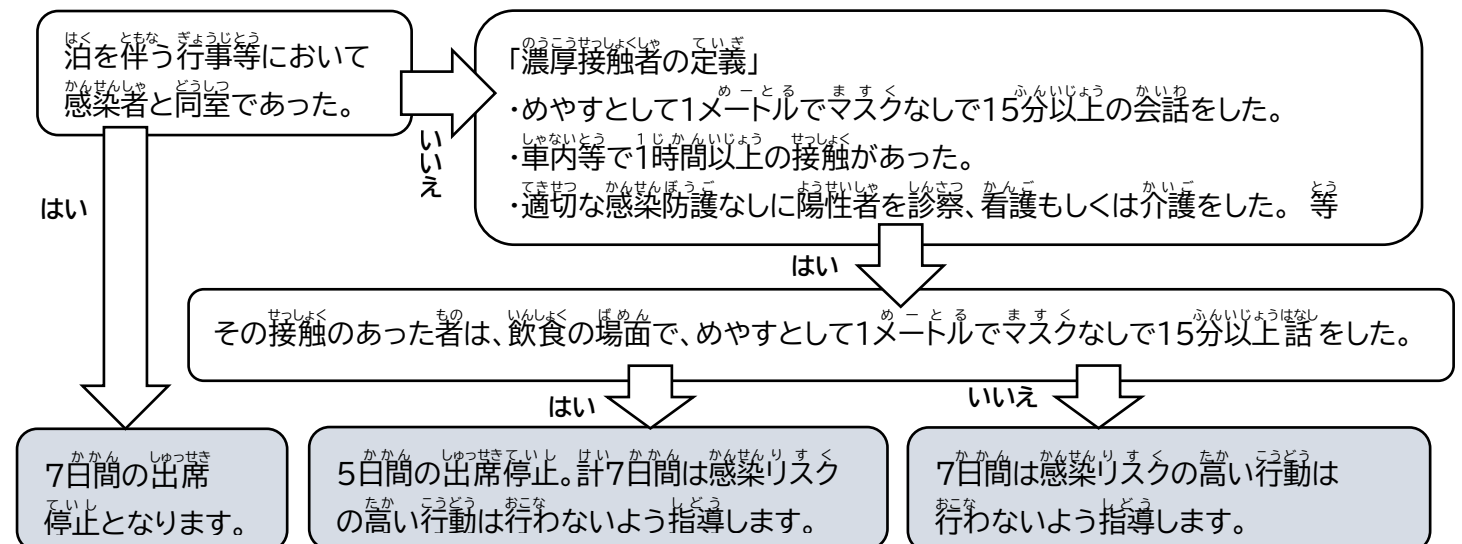 泊を伴う行事等において
感染者と同室であった。
いいえ
「濃厚接触者の定義」
・めやすとして1メートルでマスクなしで15分以上の会話をした。
・車内等で1時間以上の接触があった。
・適切な感染防護なしに陽性者を診察、看護もしくは介護をした。 等
はい
はい
その接触のあった者は、飲食の場面で、めやすとして1メートルでマスクなしで15分以上話をした。
はい
いいえ
7日間の出席
停止となります。
5日間の出席停止。計7日間は感染リスク
の高い行動は行わないよう指導します。
7日間は感染リスクの高い行動は
行わないよう指導します。